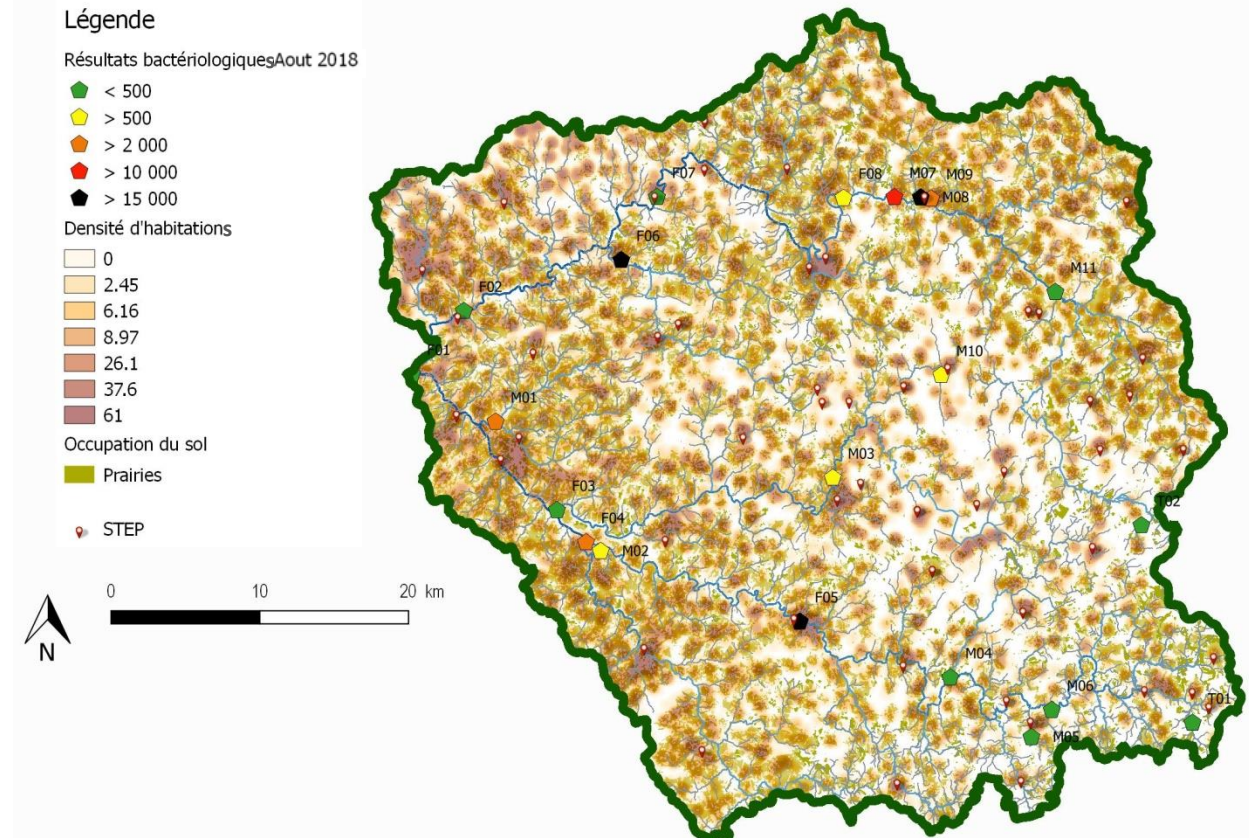 Légende
Résultats bactériologiquesAout 2018
< 500
> 500
> 2 000
> 10 000
> 15 000
Densité d'habitations
0
2.45
6.16
8.97
26.1
37.6
61
Occupation du sol
Prairies
STEP
0 10 20 km
N
F07
F08
M07
M09
M08
F06
M11
F02
F01
M10
M01
M03
F03
F04
T02
M02
F05
M04
M06
T01
M05